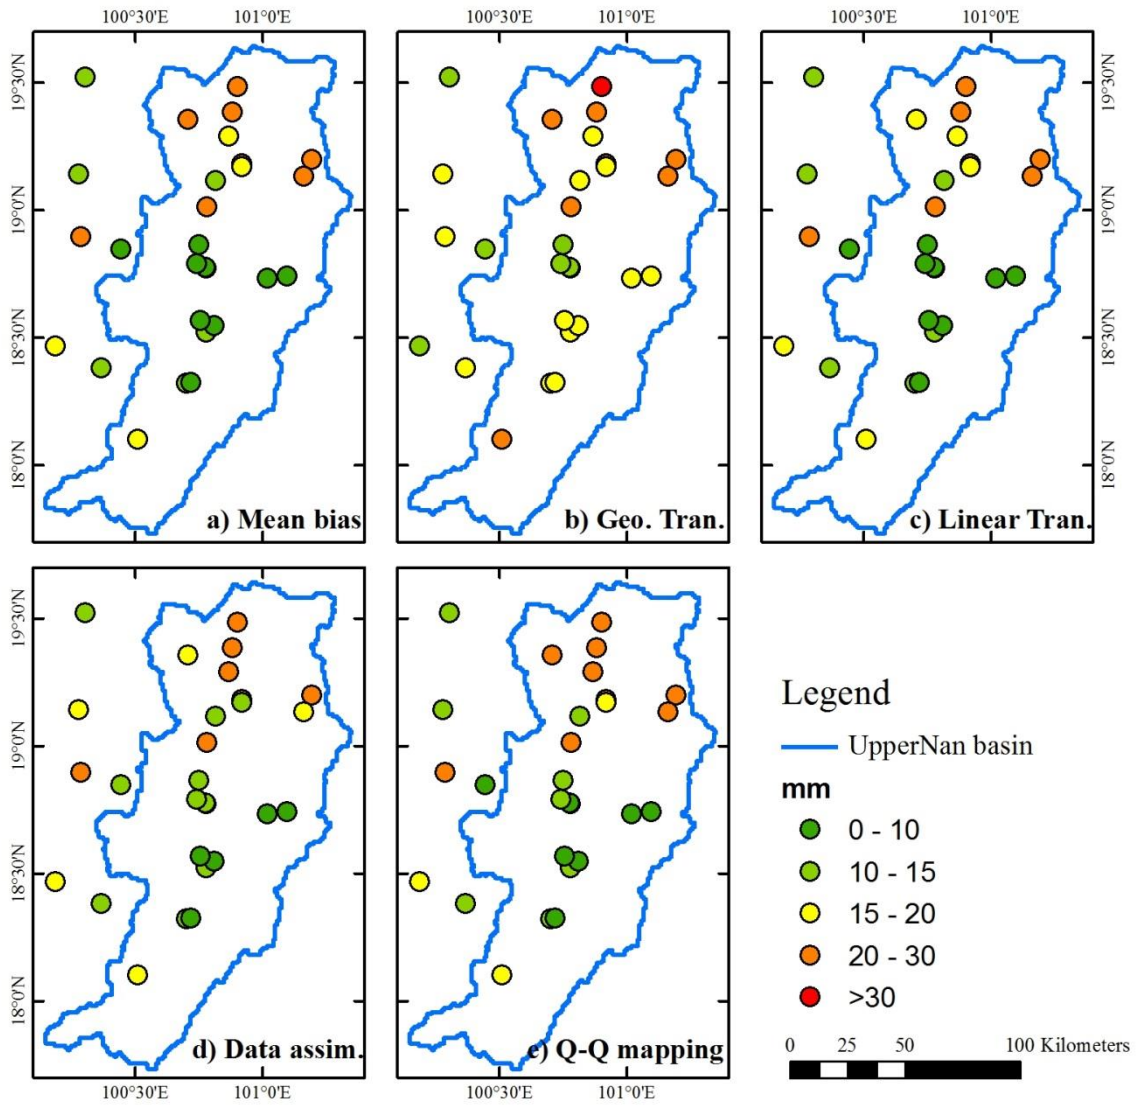 100°30'E 101°0'E 100°30'E 101°0'E 100°30'E 101°0'E
19°30'N 19°30'N
19°0'N 19°0'N
18°30'N 18°30'N
18°0'N 18°0'N
a) Mean bias b) Geo. Tran. c) Linear Tran.
19°30'N
19°0'N
18°30'N
18°0'N
d) Data assim. e) Q-Q mapping
100°30'E 101°0'E 100°30'E 101°0'E
Legend
UpperNan basin
mm
0 - 10
10 - 15
15 - 20
20 - 30
>30
0 25 50 100 Kilometers